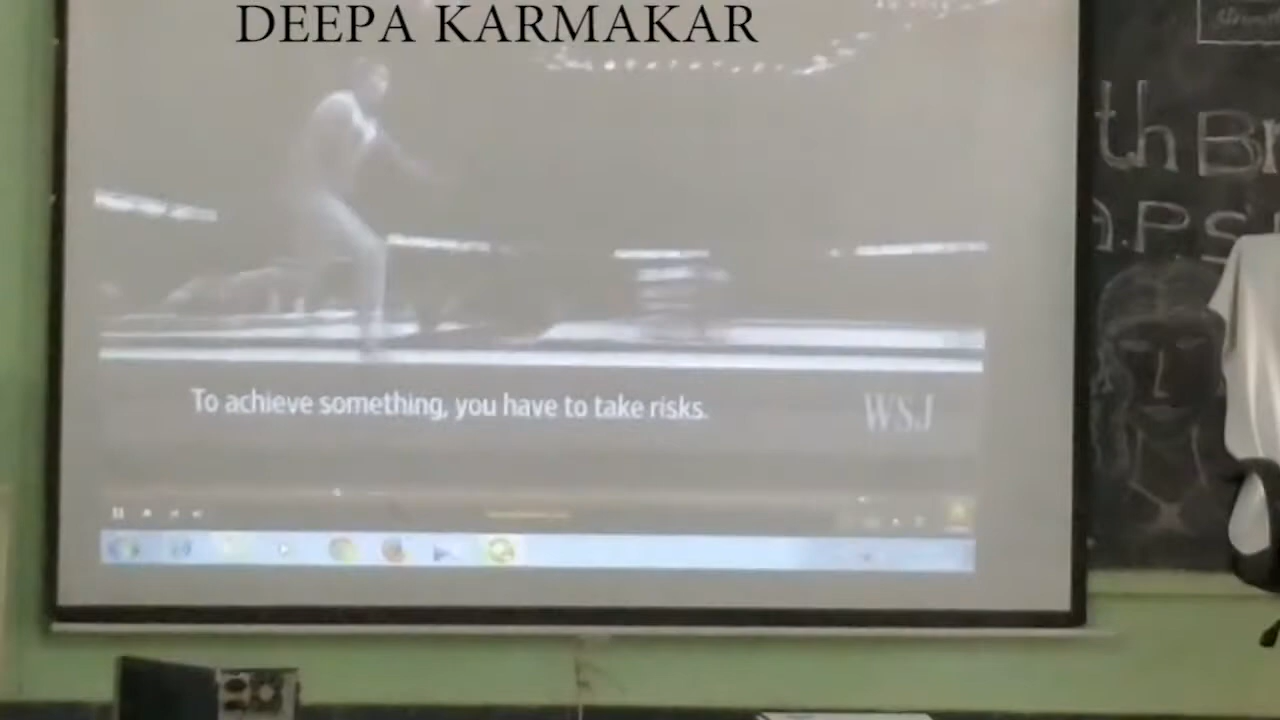 DEEPA KARMAKAR
th Br
A.P.S
To achieve something, you have to take risks.
WSJ